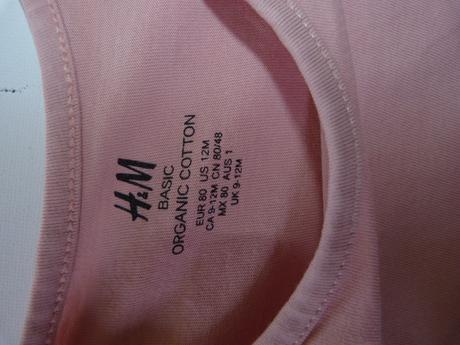 H&M
BASIC
ORGANIC COTTON
EUR 80 US 12M
CA 9-12M CN 80/48
MX 80 AUS 1
UK 9-12M